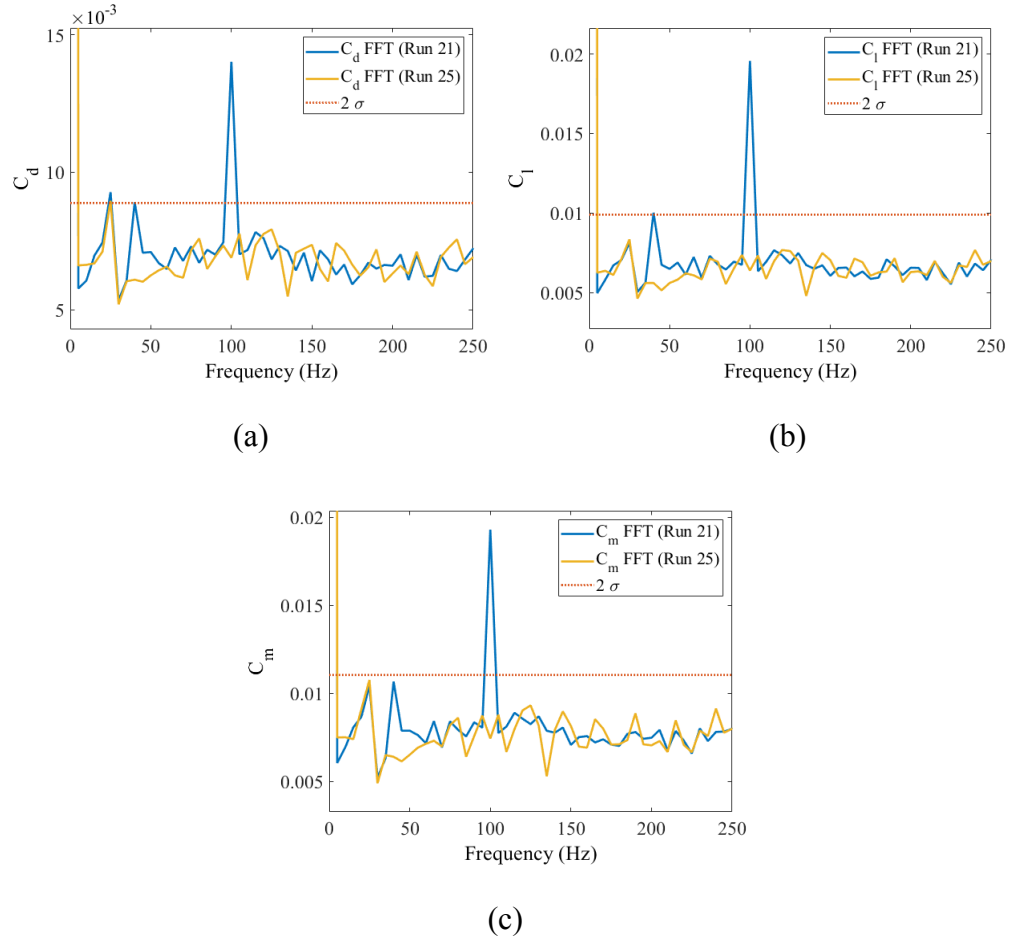 ×10⁻³
15
10
5
C_d
0 50 100 150 200 250
Frequency (Hz)
C_d FFT (Run 21)
C_d FFT (Run 25)
2 σ
(a)
0.02
0.015
0.01
0.005
C_l
0 50 100 150 200 250
Frequency (Hz)
C_l FFT (Run 21)
C_l FFT (Run 25)
2 σ
(b)
0.02
0.015
0.01
0.005
C_m
0 50 100 150 200 250
Frequency (Hz)
C_m FFT (Run 21)
C_m FFT (Run 25)
2 σ
(c)